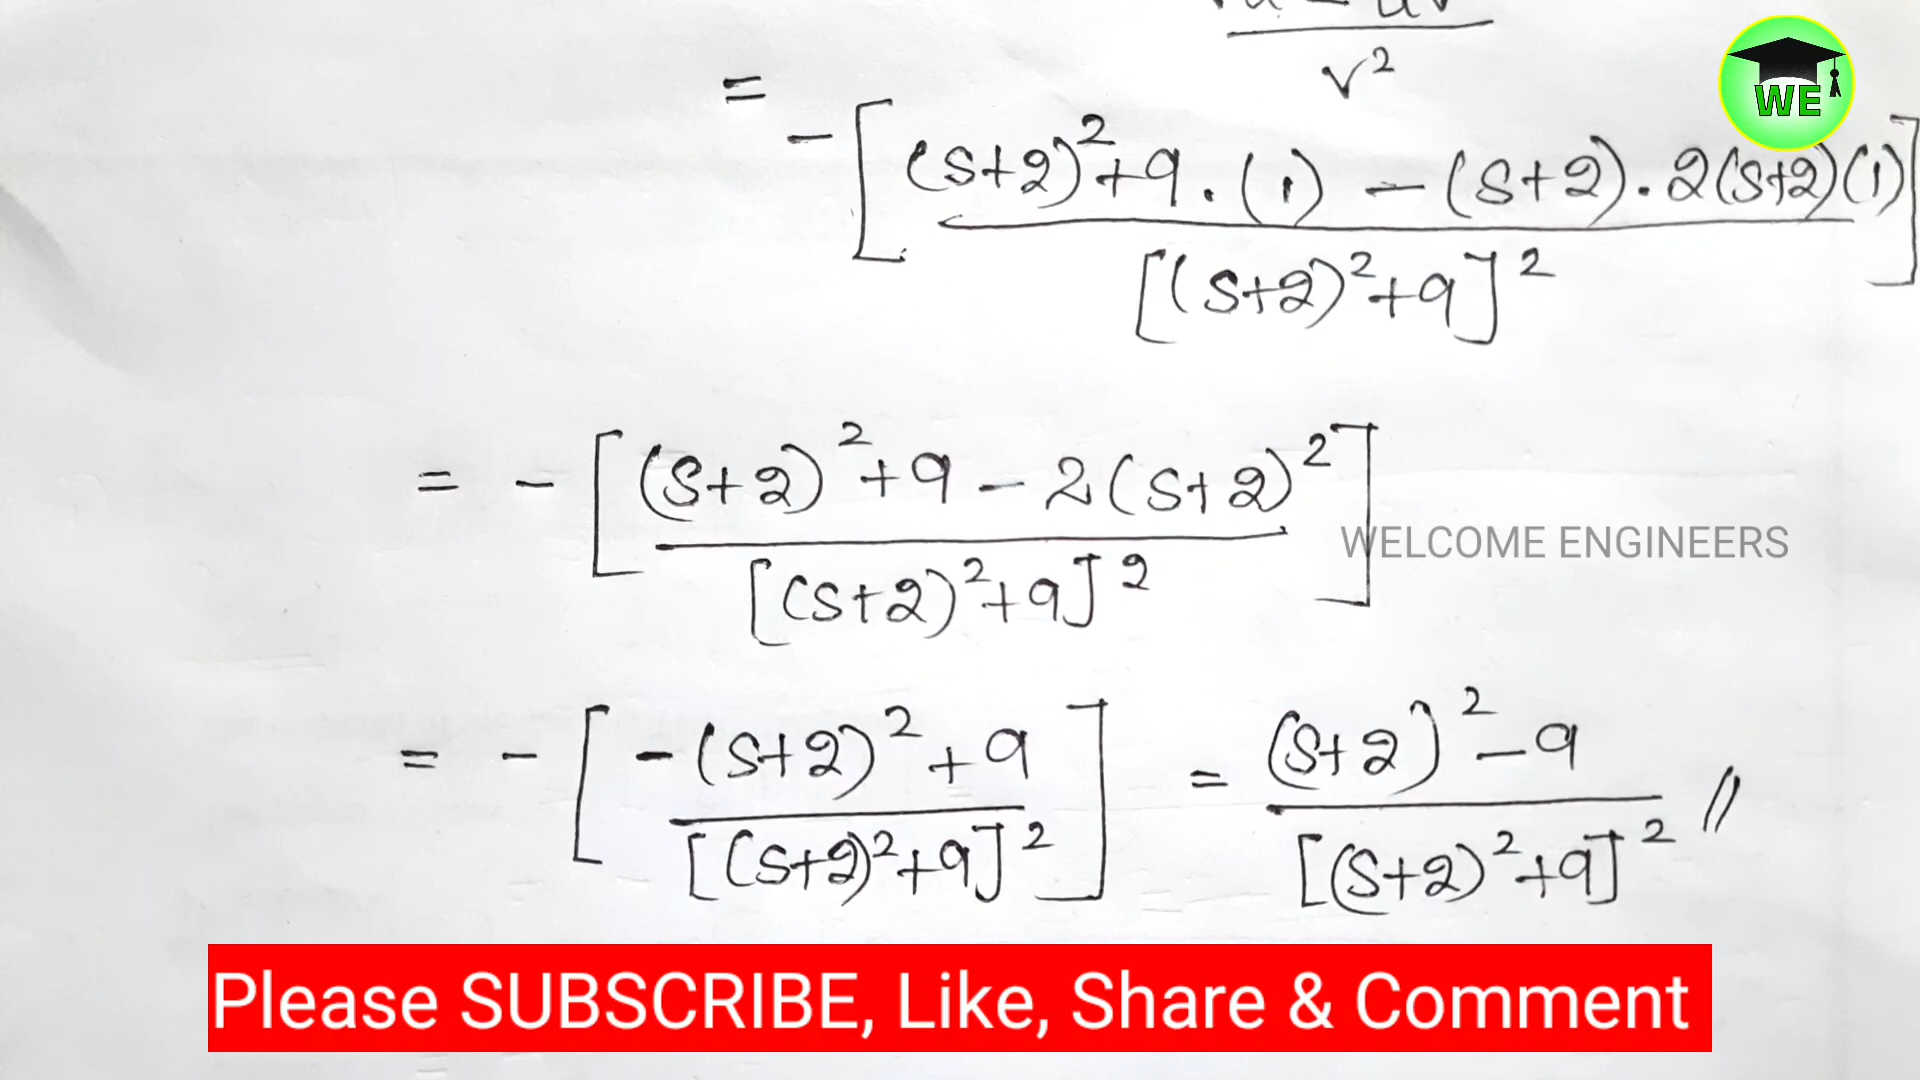 v²
WE
= - [ (s+2)²+9 . (1) - (s+2) . 2(s+2)(1) ]
[(s+2)²+9]²
= - [ (s+2)²+9 - 2(s+2)² ]
WELCOME ENGINEERS
[(s+2)²+9]²
= - [ -(s+2)²+9 ] = (s+2)²-9 //
[(s+2)²+9]² [(s+2)²+9]²
Please SUBSCRIBE, Like, Share & Comment